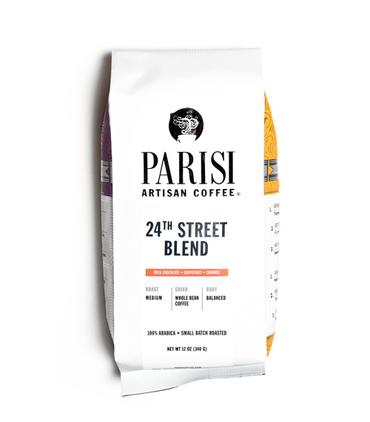 PARISI
ARTISAN COFFEE®
24TH STREET
BLEND
MILK CHOCOLATE • GRAPEFRUIT • CARAMEL
ROAST GRIND BODY
MEDIUM WHOLE BEAN BALANCED
COFFEE
100% ARABICA • SMALL BATCH ROASTED
NET WT 12 OZ (340 G)